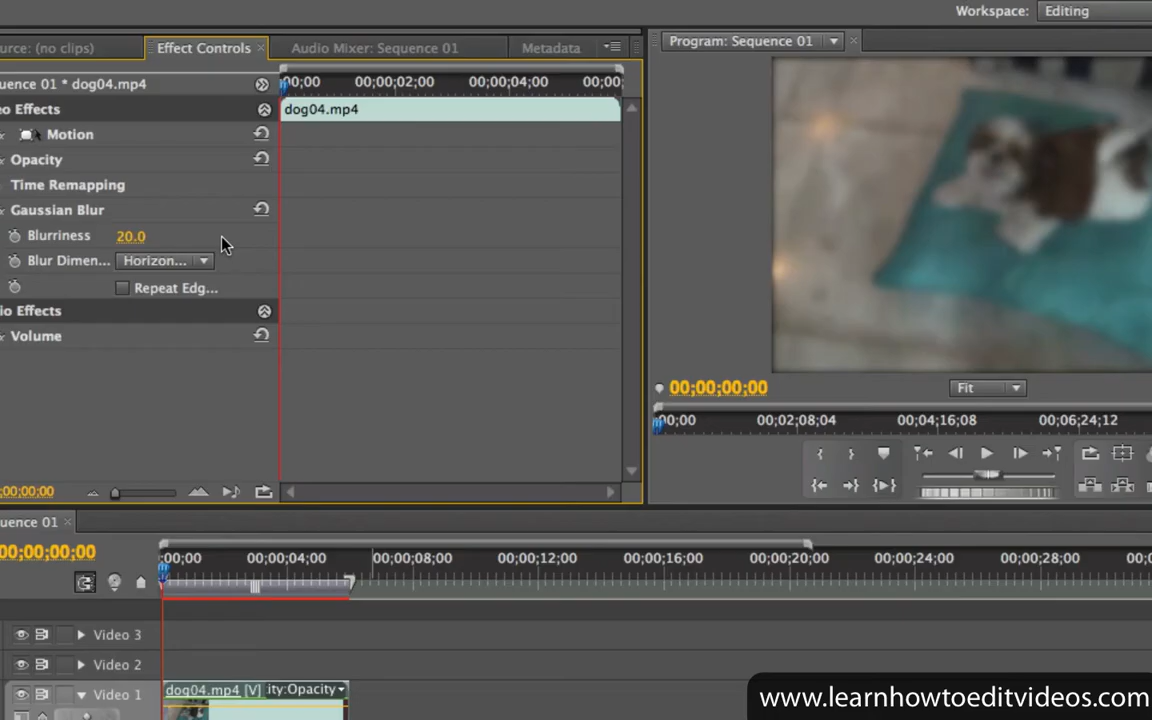 Workspace: Editing
urce: (no clips) Effect Controls × Audio Mixer: Sequence 01 Metadata
Program: Sequence 01 ×
uence 01 * dog04.mp4
00;00 00;00;02;00 00;00;04;00 00;00;
eo Effects
dog04.mp4
Motion
Opacity
Time Remapping
Gaussian Blur
Blurriness 20.0
Blur Dimen... Horizon...
Repeat Edg...
io Effects
Volume
00;00;00;00 Fit
00;00 00;02;08;04 00;04;16;08 00;06;24;12
;00;00;00
uence 01 ×
00;00;00;00
;00;00 00;00;04;00 00;00;08;00 00;00;12;00 00;00;16;00 00;00;20;00 00;00;24;00 00;00;28;00 00;
Video 3
Video 2
Video 1
dog04.mp4 [V] ity:Opacity
www.learnhowtoeditvideos.com